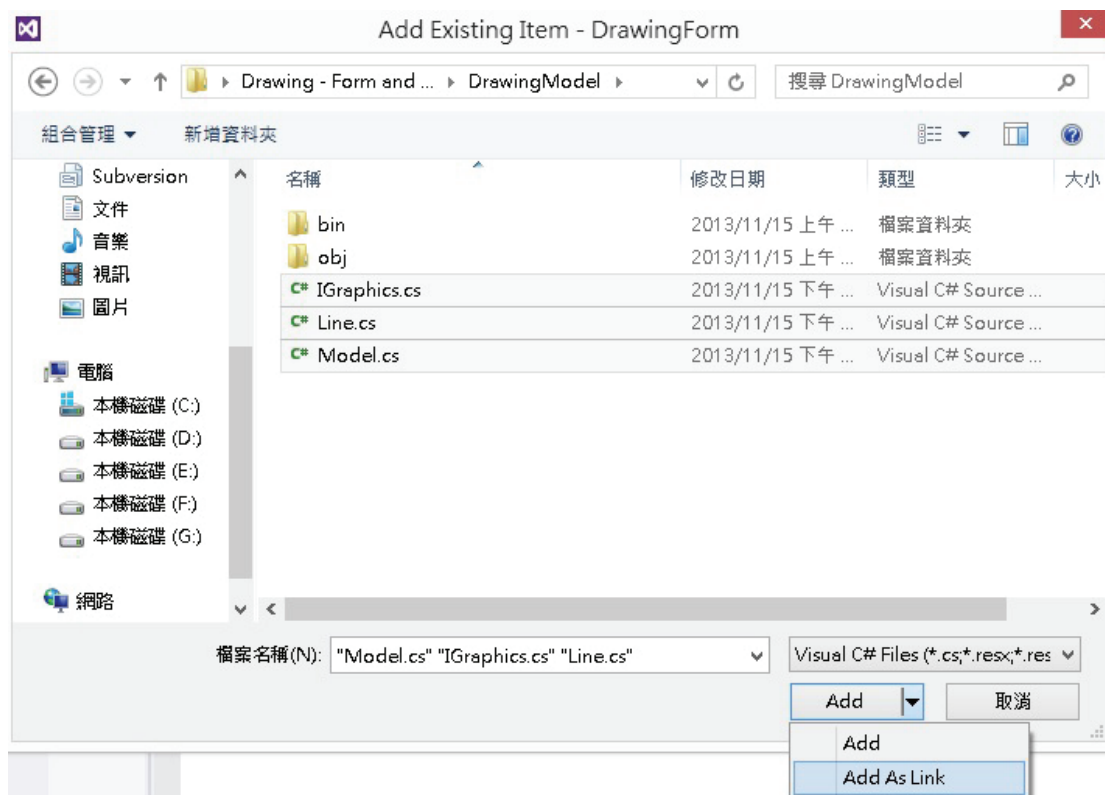 Add Existing Item - DrawingForm
Drawing - Form and ... DrawingModel
搜尋 DrawingModel
組合管理 新增資料夾
Subversion
文件
音樂
視訊
圖片
電腦
本機磁碟 (C:)
本機磁碟 (D:)
本機磁碟 (E:)
本機磁碟 (F:)
本機磁碟 (G:)
網路
名稱 修改日期 類型 大小
bin 2013/11/15 上午 ... 檔案資料夾
obj 2013/11/15 上午 ... 檔案資料夾
C# IGraphics.cs 2013/11/15 下午 ... Visual C# Source ...
C# Line.cs 2013/11/15 下午 ... Visual C# Source ...
C# Model.cs 2013/11/15 下午 ... Visual C# Source ...
檔案名稱(N): "Model.cs" "IGraphics.cs" "Line.cs"
Visual C# Files (*.cs;*.resx;*.res
Add 取消
Add
Add As Link